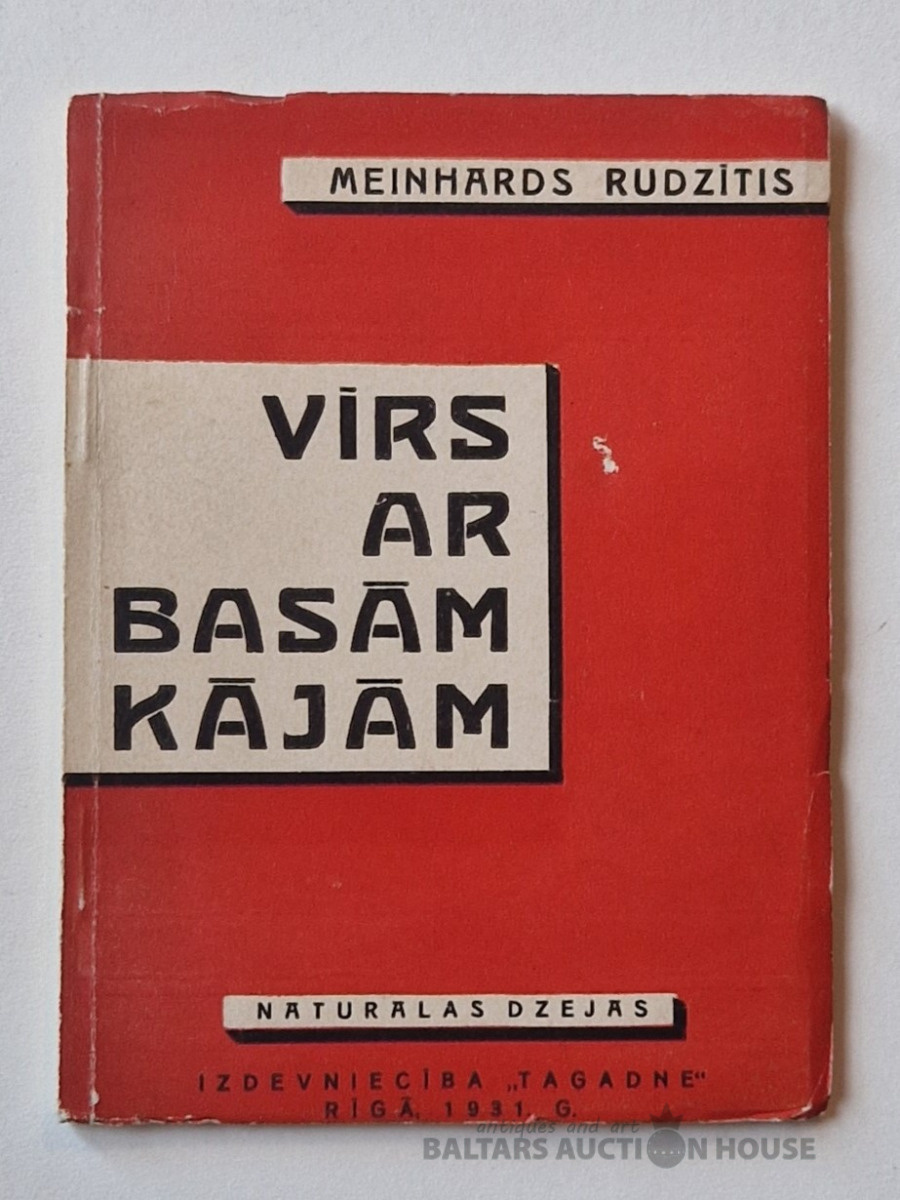 MEINHARDS RUDZĪTIS
VĪRS
AR
BASĀM
KĀJĀM
NATURALAS DZEJAS
IZDEVNIECĪBA „TAGADNE“
RĪGĀ, 1931. G.
antiques and art
BALTARS AUCTION HOUSE